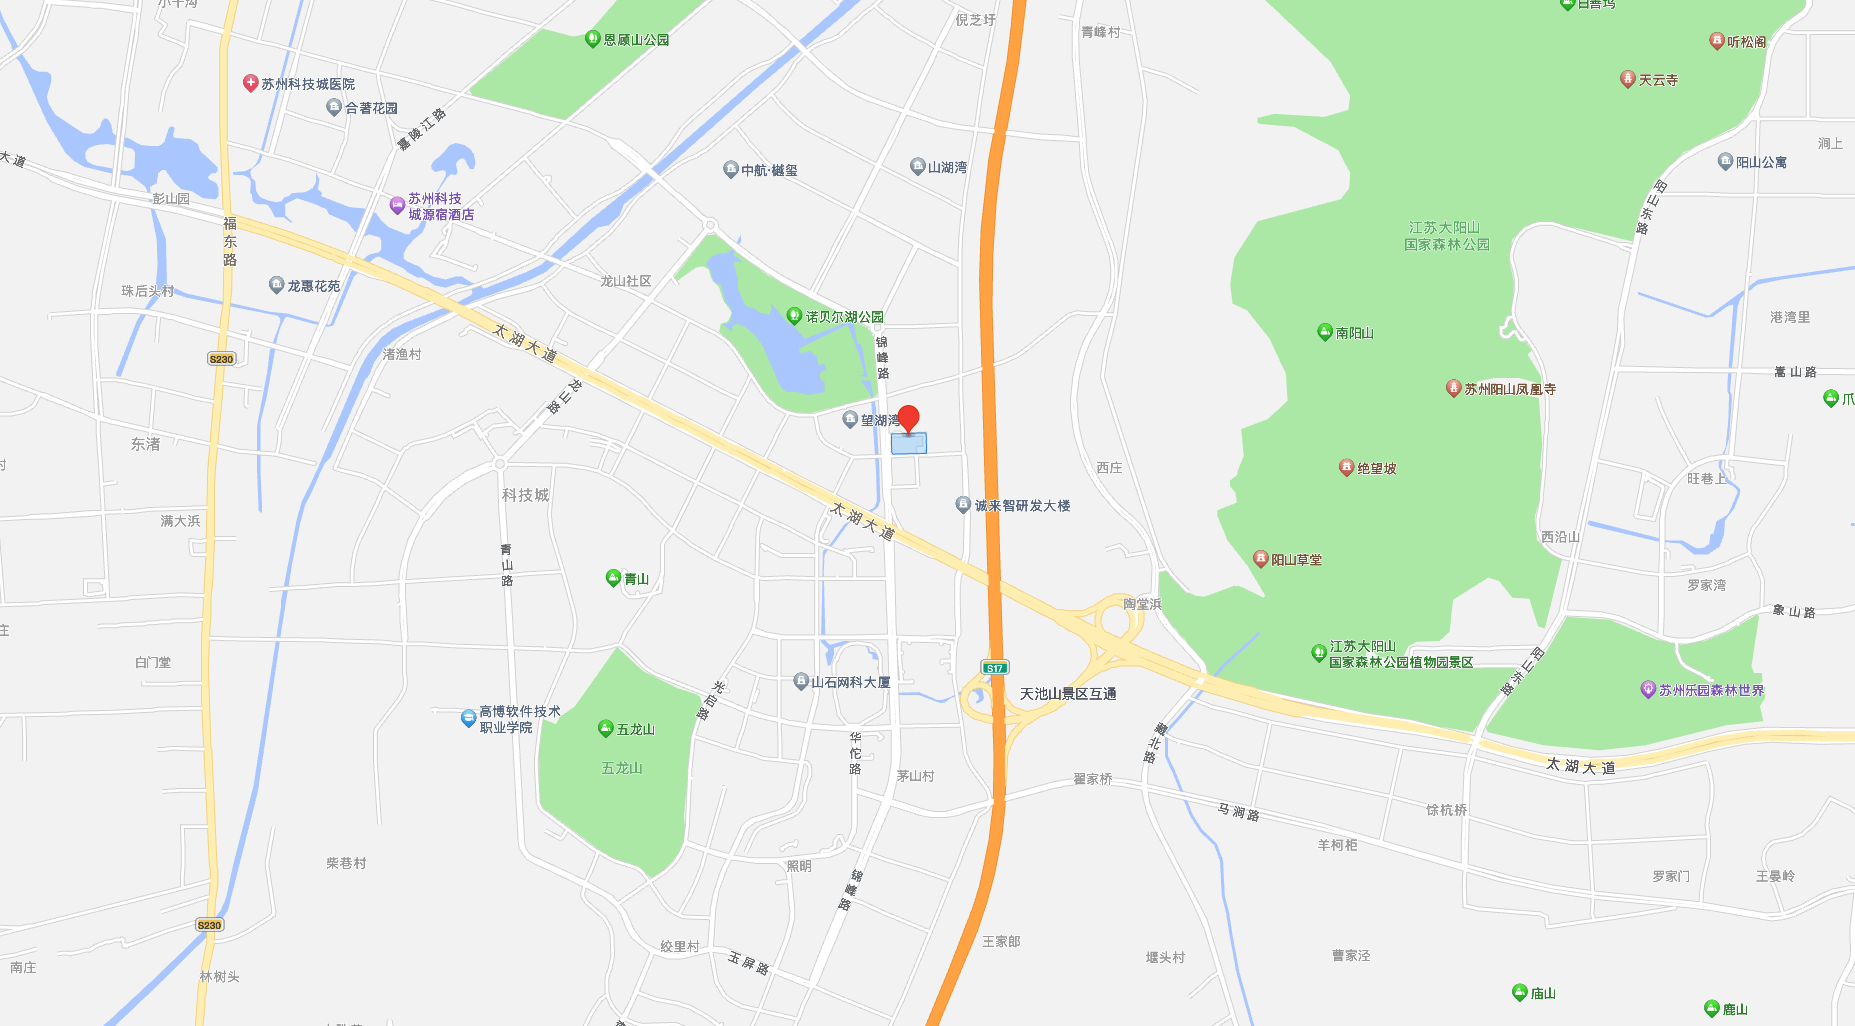 小干沟
恩顾山公园
倪芝圩
青峰村
白善坞
听松阁
天云寺
苏州科技城医院
合著花园
嘉陵江路
大道
彭山园
福东路
苏州科技
城源宿酒店
中航·樾玺
山湖湾
涧上
阳山公寓
阳山东路
江苏大阳山
国家森林公园
珠后头村
龙惠花苑
龙山社区
诺贝尔湖公园
锦峰路
南阳山
港湾里
嵩山路
S230
渚渔村
太湖大道
龙山路
苏州阳山凤凰寺
爪
望湖湾
东渚
村
科技城
西庄
绝望坡
旺巷上
诚来智研发大楼
太湖大道
满大浜
青山路
西沿山
阳山草堂
青山
罗家湾
陶堂浜
象山路
庄
白门堂
S17
江苏大阳山
国家森林公园植物园景区
阳山东路
山石网科大厦
光启路
天池山景区互通
苏州乐园森林世界
高博软件技术
职业学院
五龙山
五龙山
华佗路
藏北路
太湖大道
茅山村
翟家桥
马涧路
馀杭桥
羊柯柜
柴巷村
照明
锦峰路
罗家门
王晏岭
S230
绞里村
玉屏路
王家郎
堰头村
曹家泾
南庄
林树头
庙山
鹿山